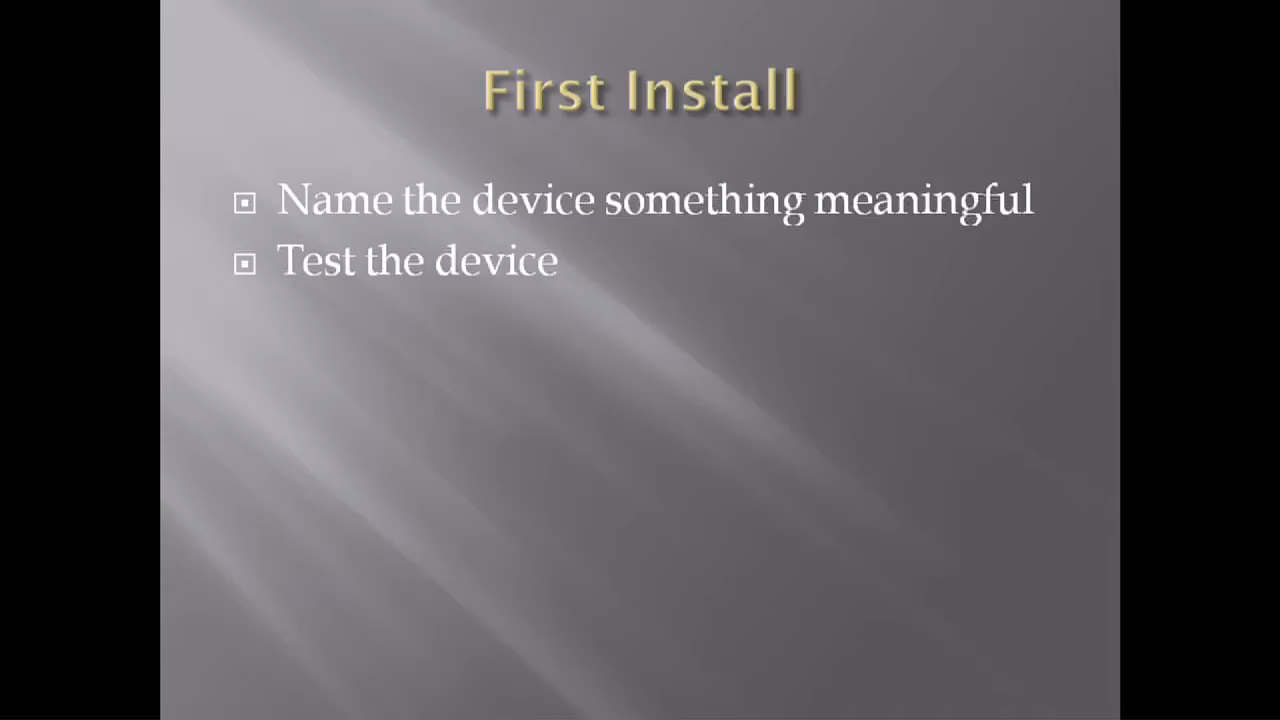 First Install
Name the device something meaningful
Test the device